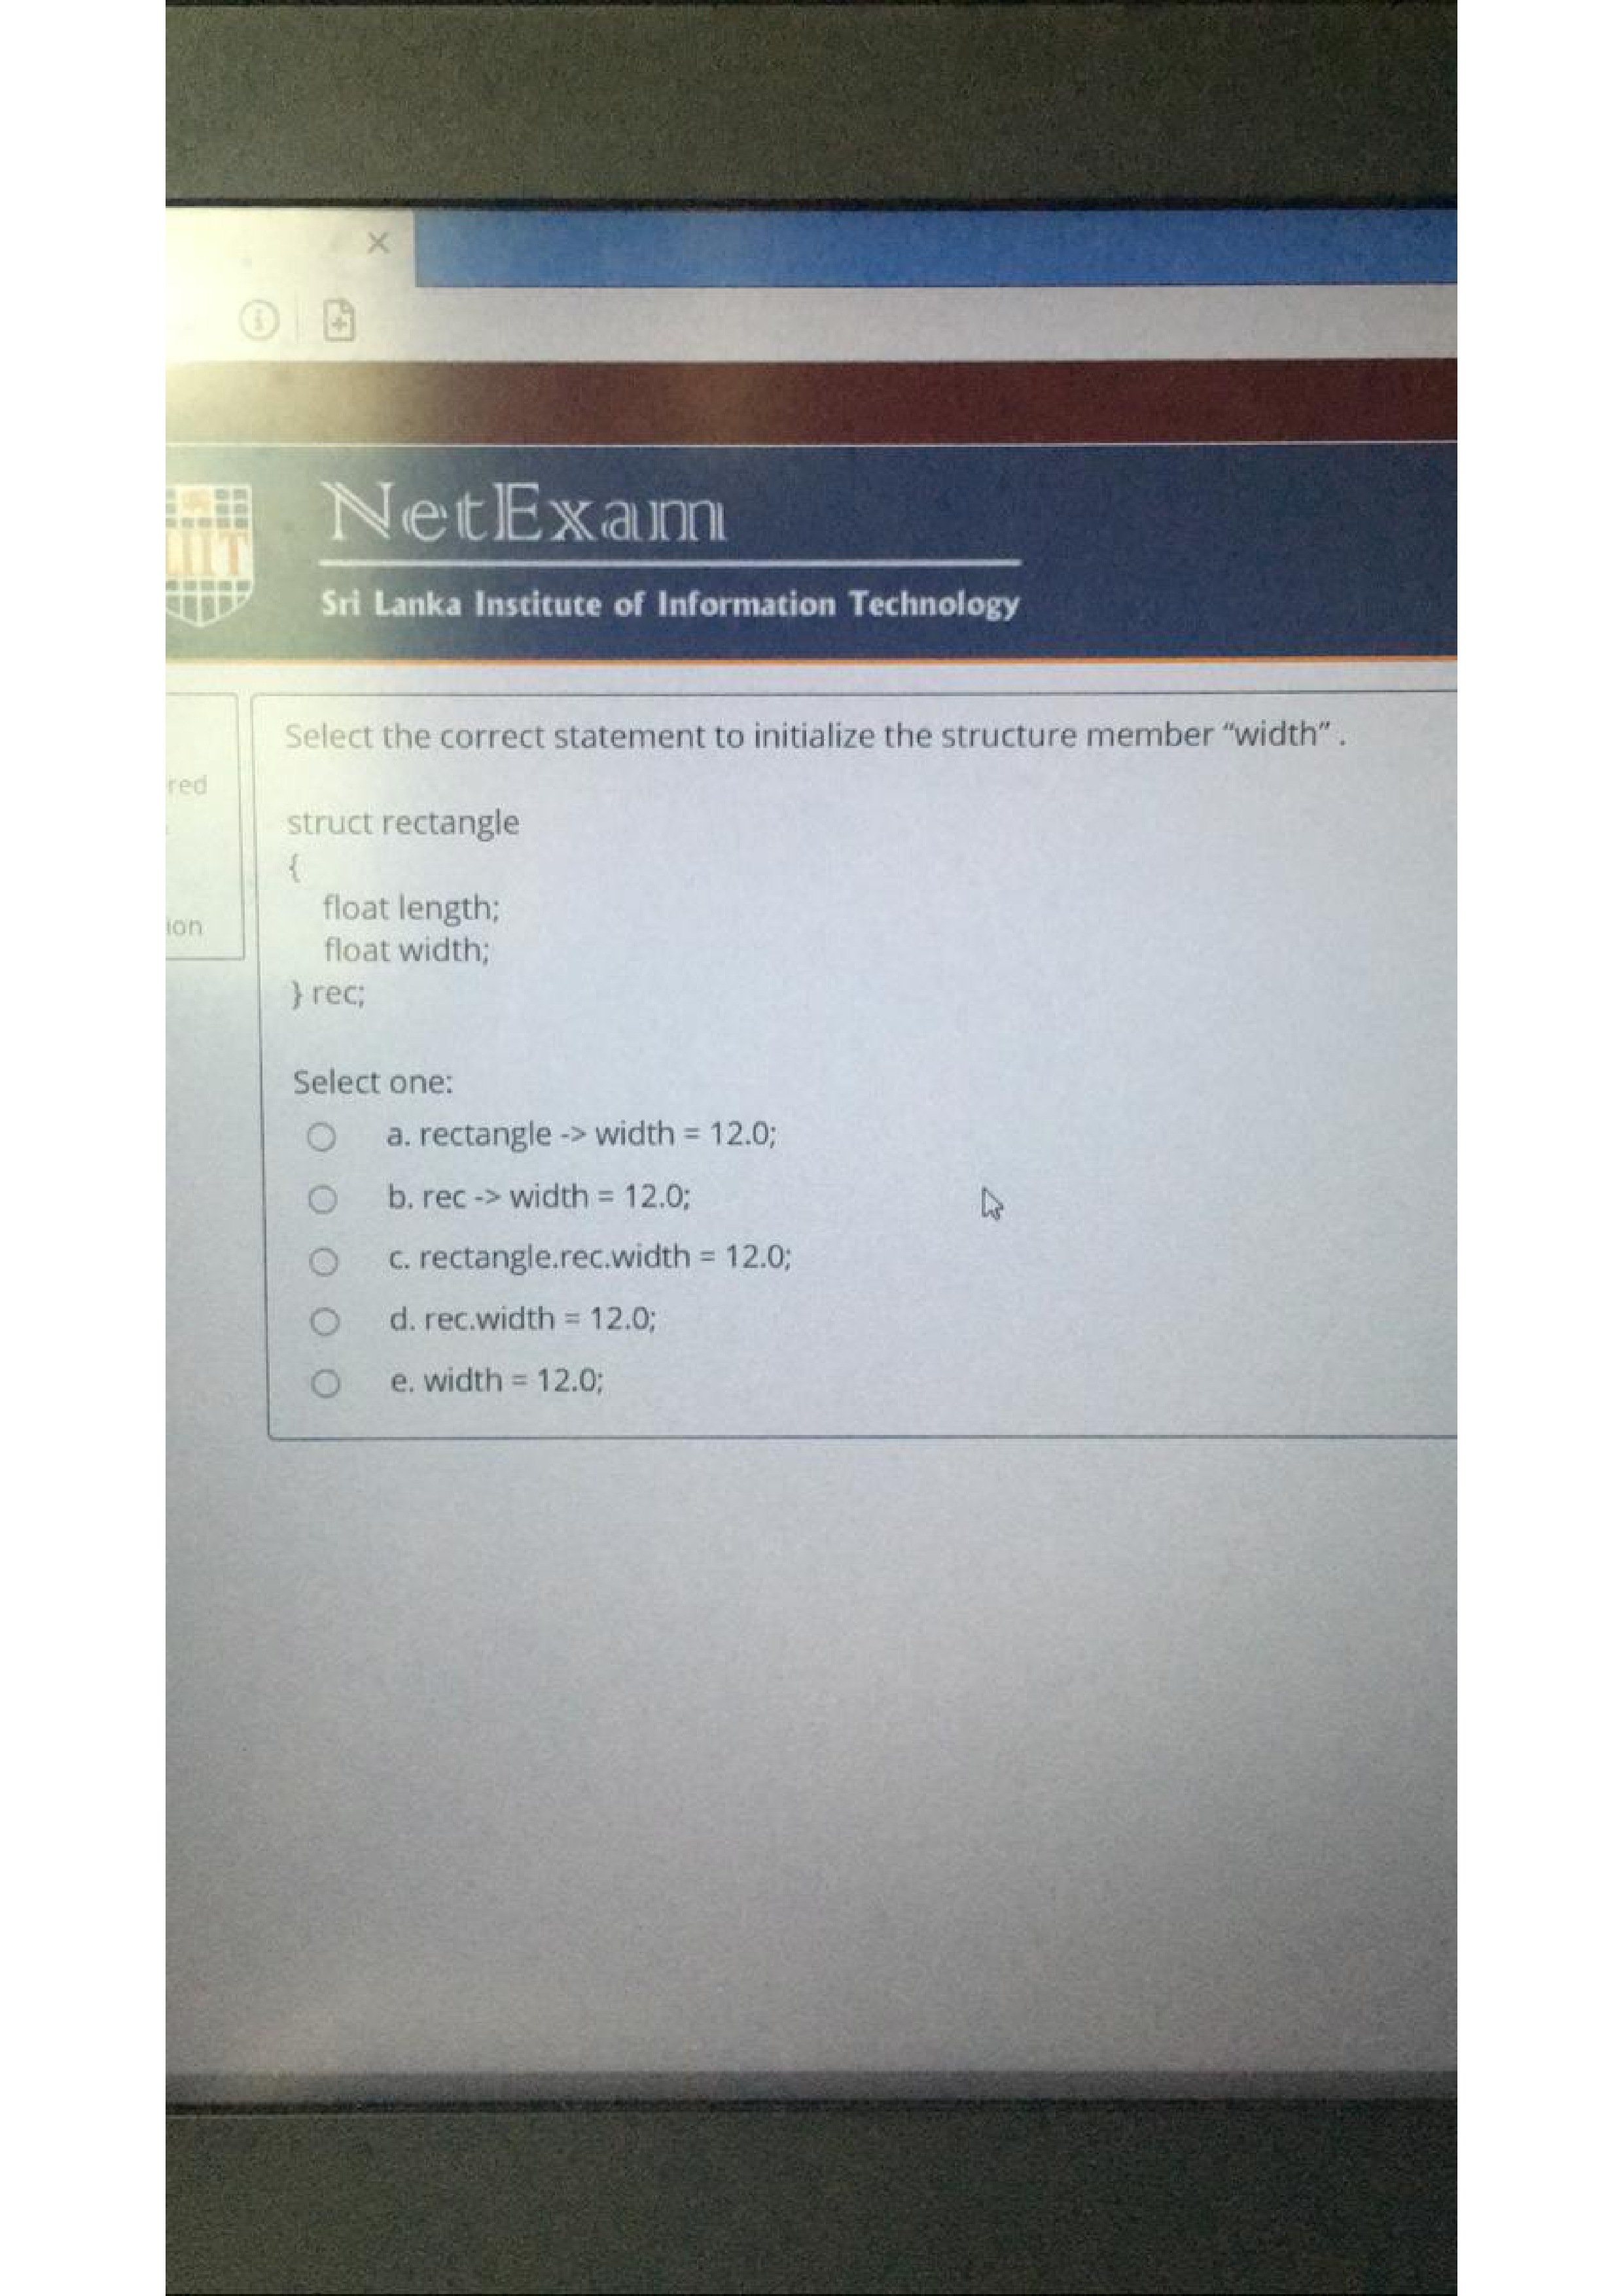 NetExam
Sri Lanka Institute of Information Technology
red
ion
Select the correct statement to initialize the structure member “width” .
struct rectangle
{
float length;
float width;
} rec;
Select one:
a. rectangle -> width = 12.0;
b. rec -> width = 12.0;
c. rectangle.rec.width = 12.0;
d. rec.width = 12.0;
e. width = 12.0;